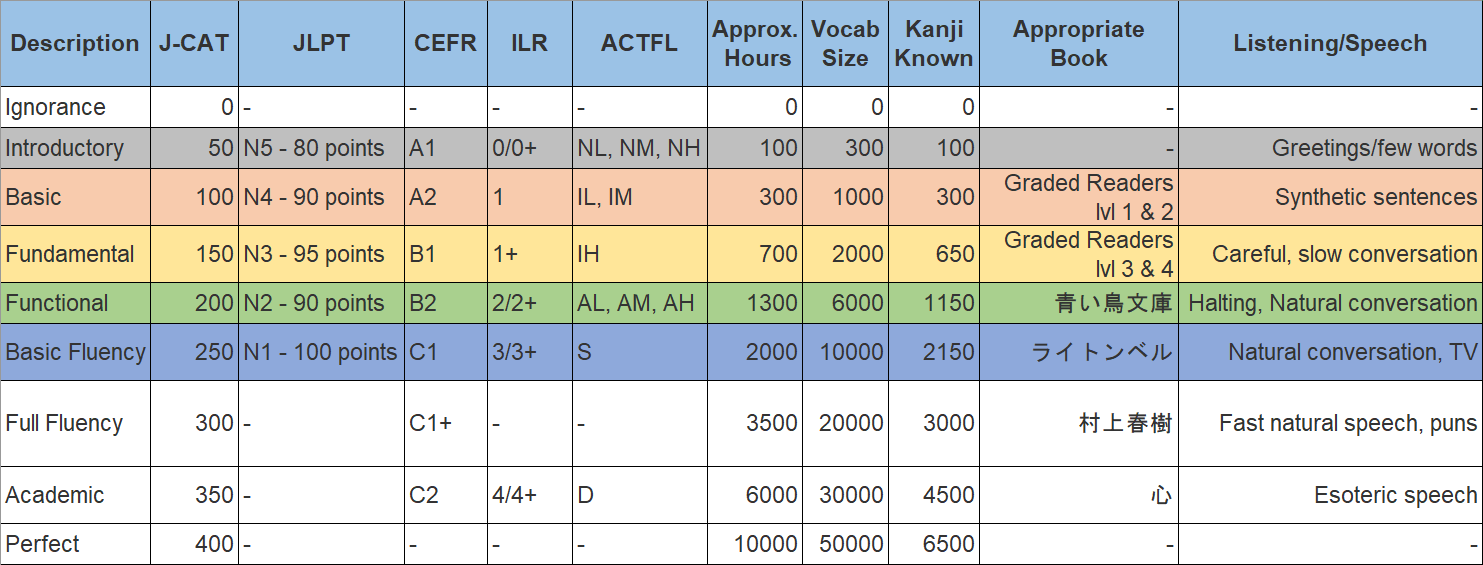 Description J-CAT JLPT CEFR ILR ACTFL Approx. Hours Vocab Size Kanji Known Appropriate Book Listening/Speech
Ignorance 0 - - - - 0 0 0 - -
Introductory 50 N5 - 80 points A1 0/0+ NL, NM, NH 100 300 100 - Greetings/few words
Basic 100 N4 - 90 points A2 1 IL, IM 300 1000 300 Graded Readers lvl 1 & 2 Synthetic sentences
Fundamental 150 N3 - 95 points B1 1+ IH 700 2000 650 Graded Readers lvl 3 & 4 Careful, slow conversation
Functional 200 N2 - 90 points B2 2/2+ AL, AM, AH 1300 6000 1150 青い鳥文庫 Halting, Natural conversation
Basic Fluency 250 N1 - 100 points C1 3/3+ S 2000 10000 2150 ライトンベル Natural conversation, TV
Full Fluency 300 - C1+ - - 3500 20000 3000 村上春樹 Fast natural speech, puns
Academic 350 - C2 4/4+ D 6000 30000 4500 心 Esoteric speech
Perfect 400 - - - - 10000 50000 6500 - -